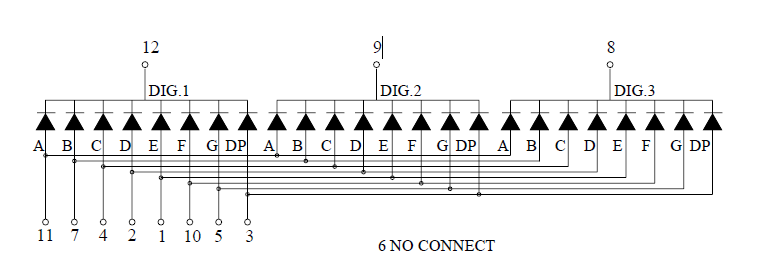 12 9 8
DIG.1 DIG.2 DIG.3
A B C D E F G DP A B C D E F G DP A B C D E F G DP
11 7 4 2 1 10 5 3
6 NO CONNECT